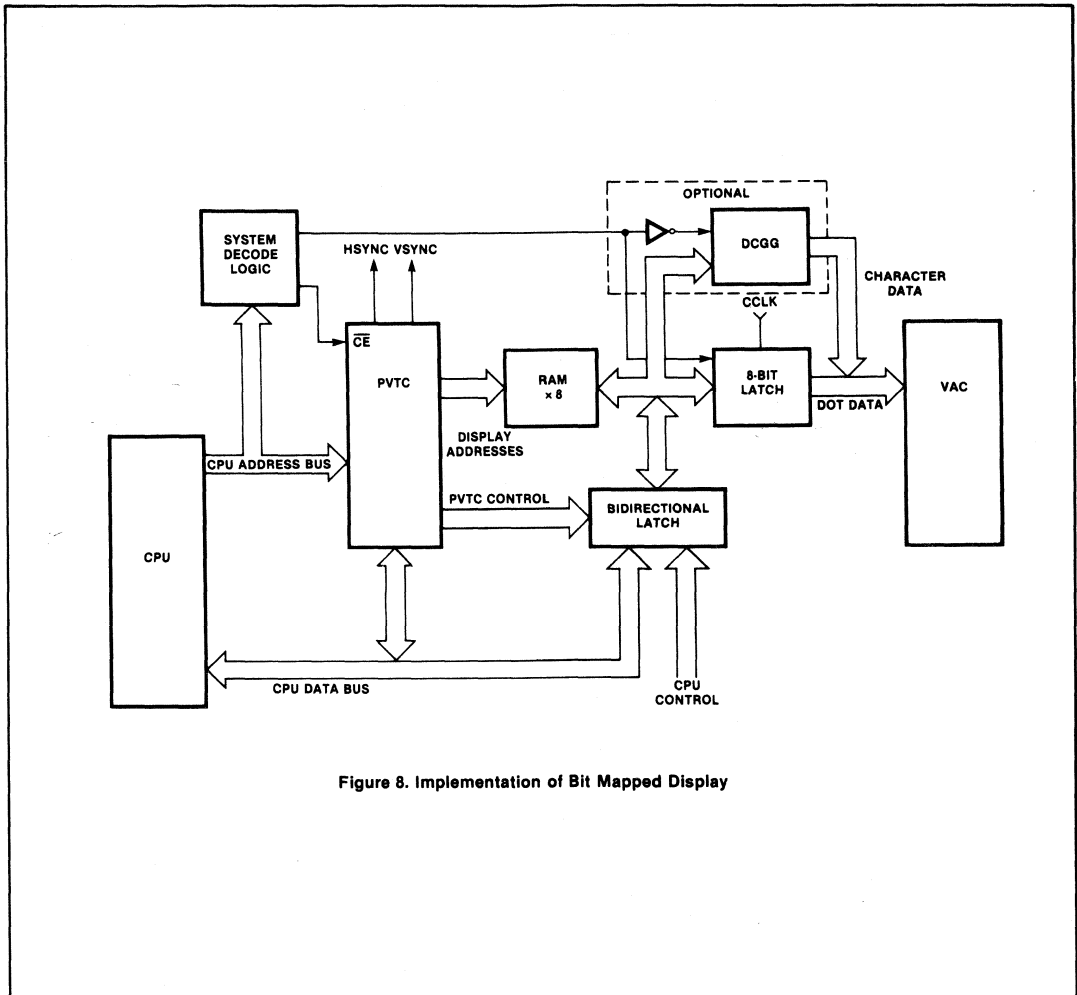 OPTIONAL
SYSTEM
DECODE
LOGIC
HSYNC VSYNC
DCGG
CHARACTER
DATA
CCLK
CE
PVTC
RAM
× 8
8-BIT
LATCH
VAC
DOT DATA
DISPLAY
ADDRESSES
CPU ADDRESS BUS
PVTC CONTROL
BIDIRECTIONAL
LATCH
CPU
CPU DATA BUS
CPU
CONTROL
Figure 8. Implementation of Bit Mapped Display